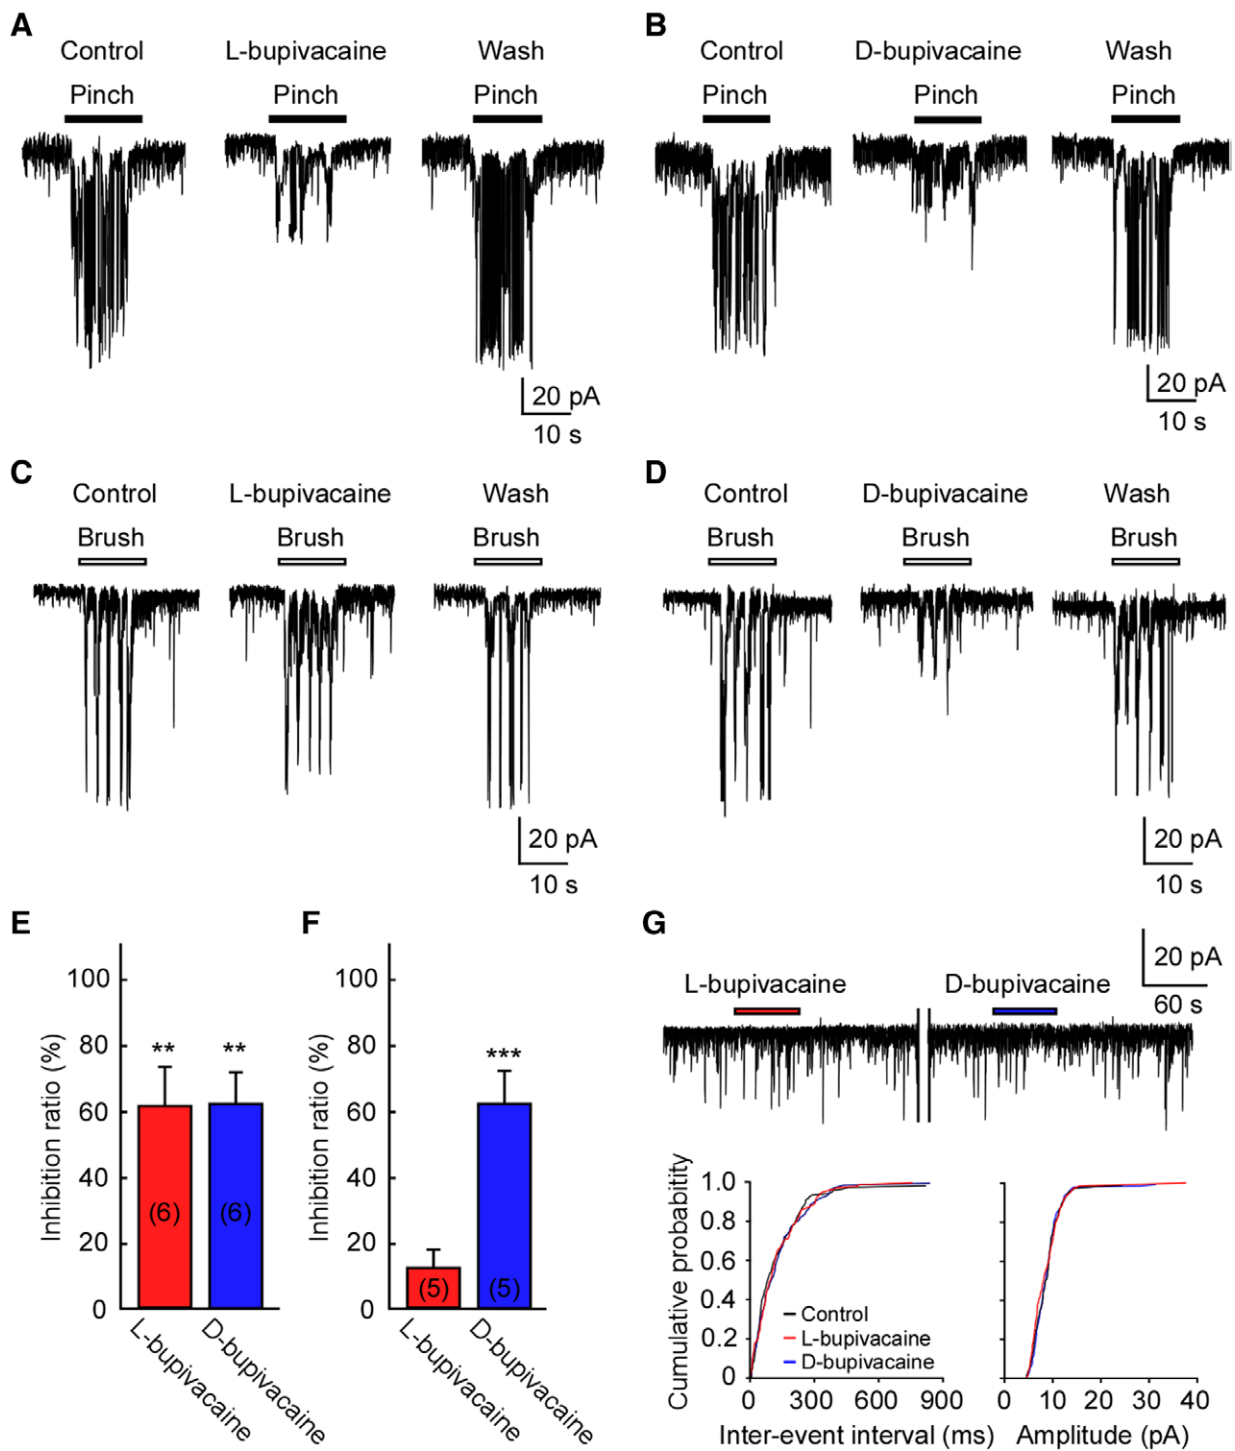 A
B
Control L-bupivacaine Wash
Control D-bupivacaine Wash
Pinch Pinch Pinch
Pinch Pinch Pinch
20 pA
10 s
20 pA
10 s
C
D
Control L-bupivacaine Wash
Control D-bupivacaine Wash
Brush Brush Brush
Brush Brush Brush
20 pA
10 s
20 pA
10 s
E
Inhibition ratio (%)
100
80
60
40
20
0
** **
(6) (6)
L-bupivacaine
D-bupivacaine
F
Inhibition ratio (%)
100
80
60
40
20
0
***
(5) (5)
L-bupivacaine
D-bupivacaine
G
20 pA
60 s
L-bupivacaine D-bupivacaine
Cumulative probabitity
1.0
0.8
0.6
0.4
0.2
0
Control
L-bupivacaine
D-bupivacaine
0 300 600 900
0 10 20 30 40
Inter-event interval (ms)
Amplitude (pA)